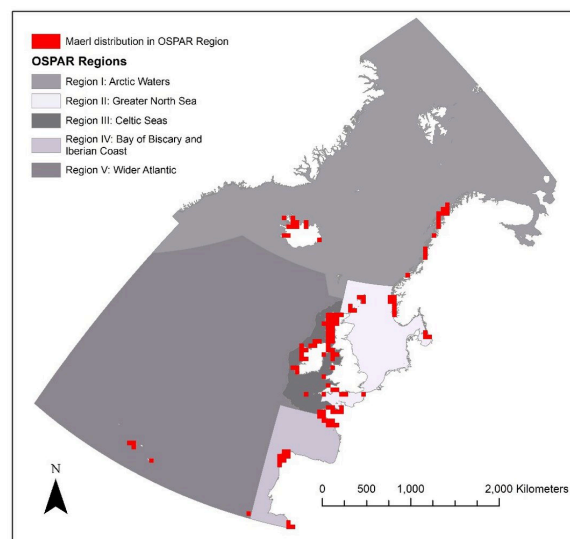 Maerl distribution in OSPAR Region
OSPAR Regions
Region I: Arctic Waters
Region II: Greater North Sea
Region III: Celtic Seas
Region IV: Bay of Biscary and
Iberian Coast
Region V: Wider Atlantic
N
0 500 1,000 2,000 Kilometers